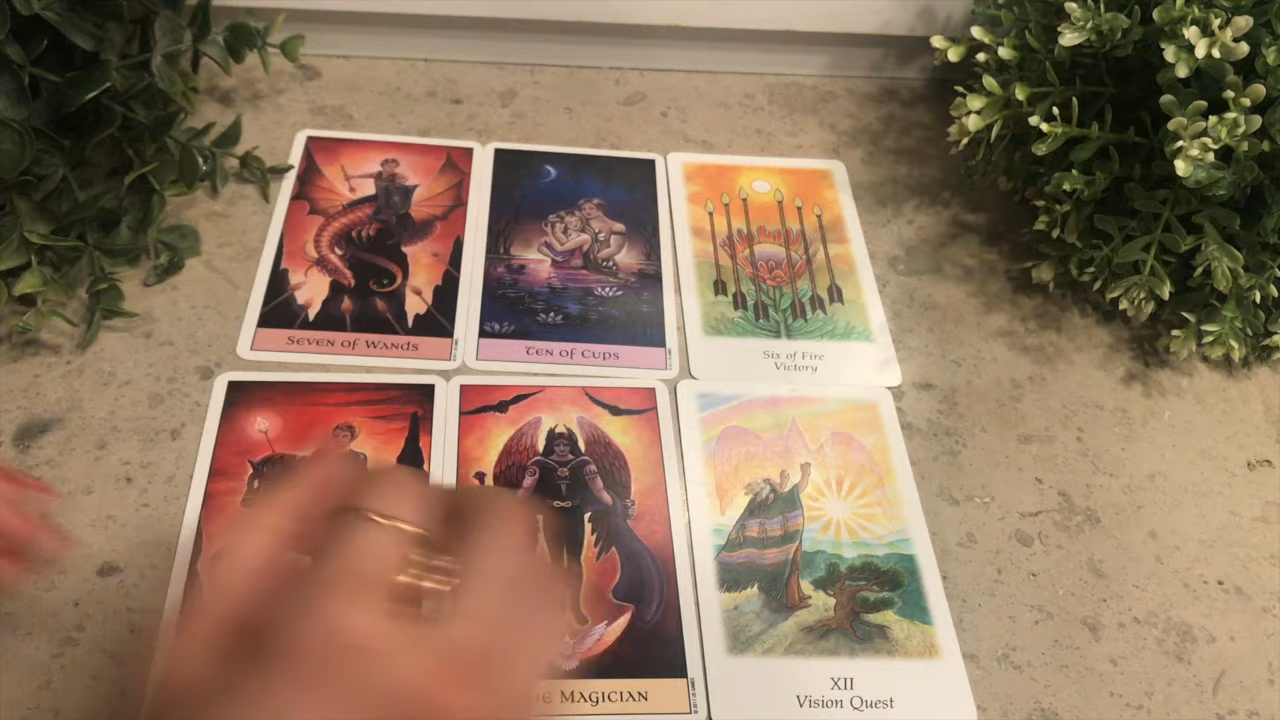 Seven of Wands
Ten of Cups
Six of Fire
Victory
Magician
XII
Vision Quest